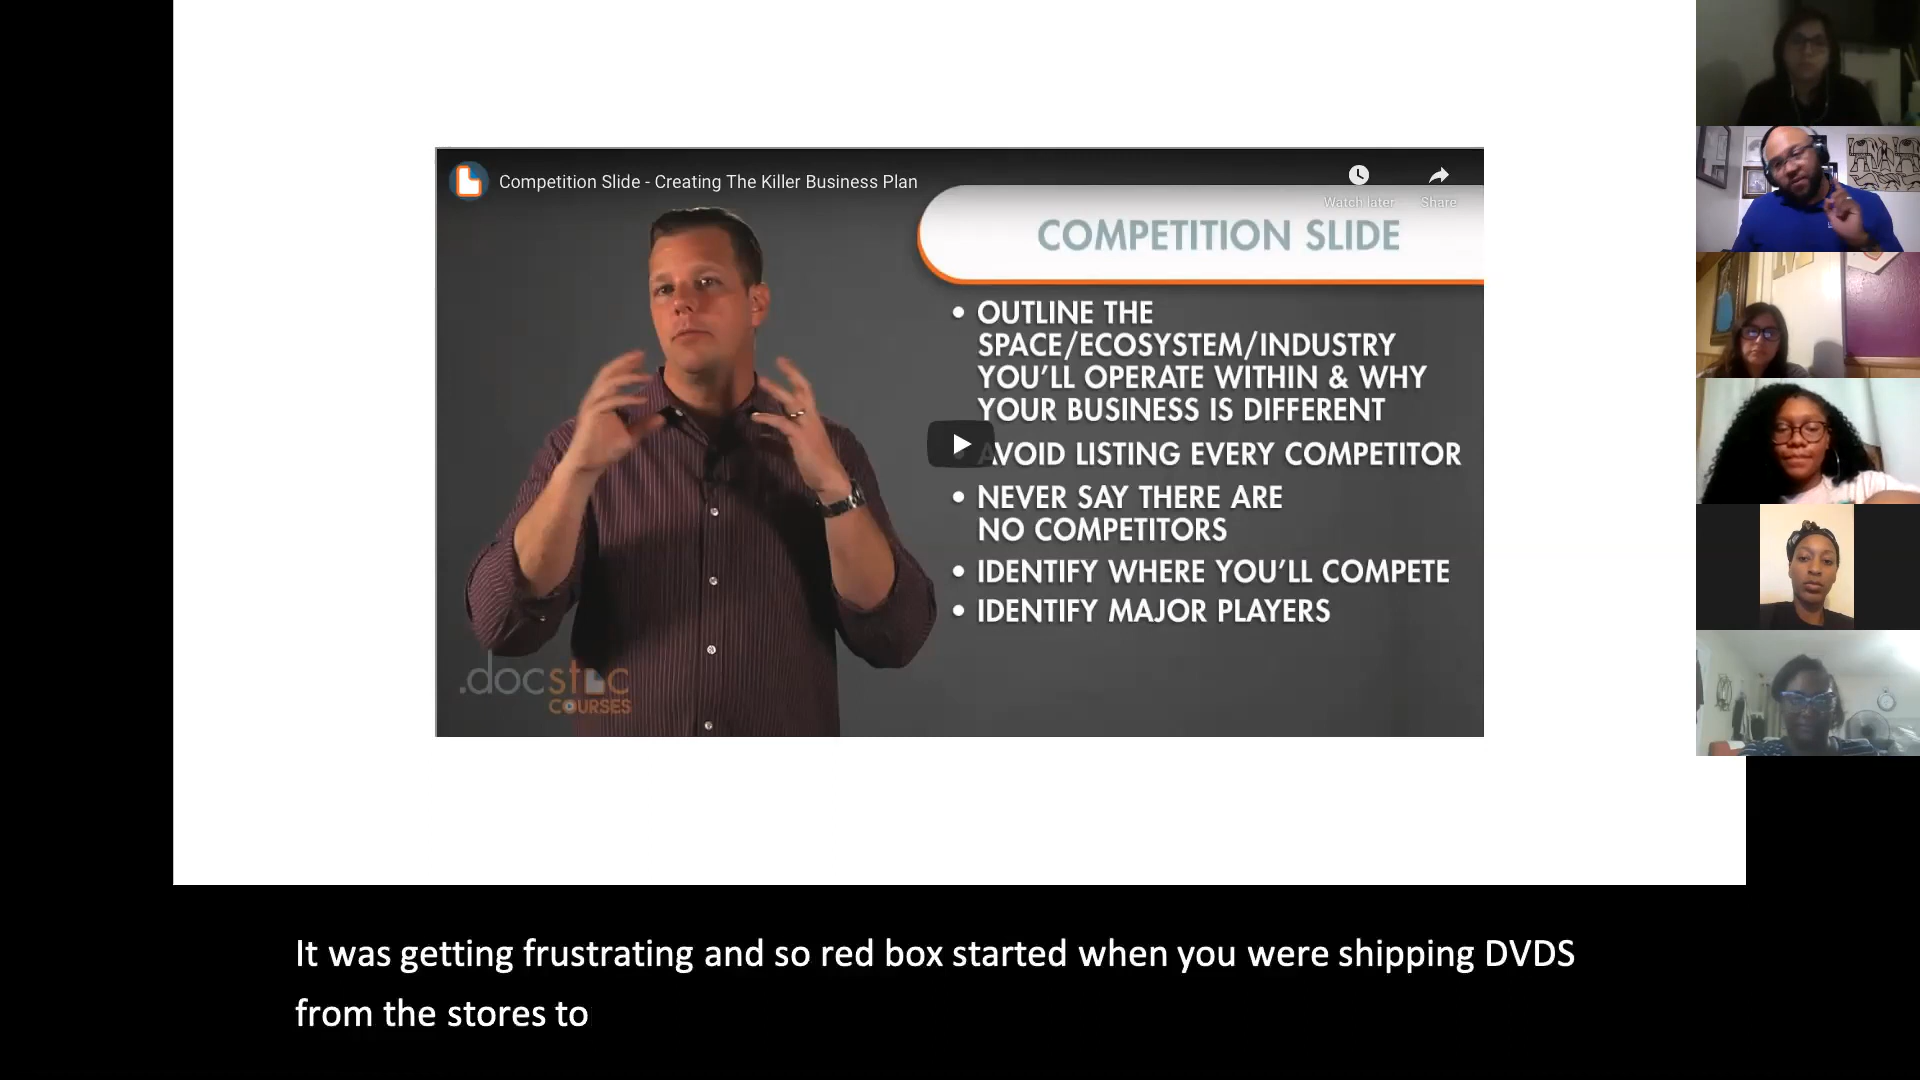 Competition Slide - Creating The Killer Business Plan
Watch later
Share
COMPETITION SLIDE
• OUTLINE THE
SPACE/ECOSYSTEM/INDUSTRY
YOU'LL OPERATE WITHIN & WHY
YOUR BUSINESS IS DIFFERENT
AVOID LISTING EVERY COMPETITOR
• NEVER SAY THERE ARE
NO COMPETITORS
• IDENTIFY WHERE YOU'LL COMPETE
• IDENTIFY MAJOR PLAYERS
.docstoc
COURSES
It was getting frustrating and so red box started when you were shipping DVDS
from the stores to